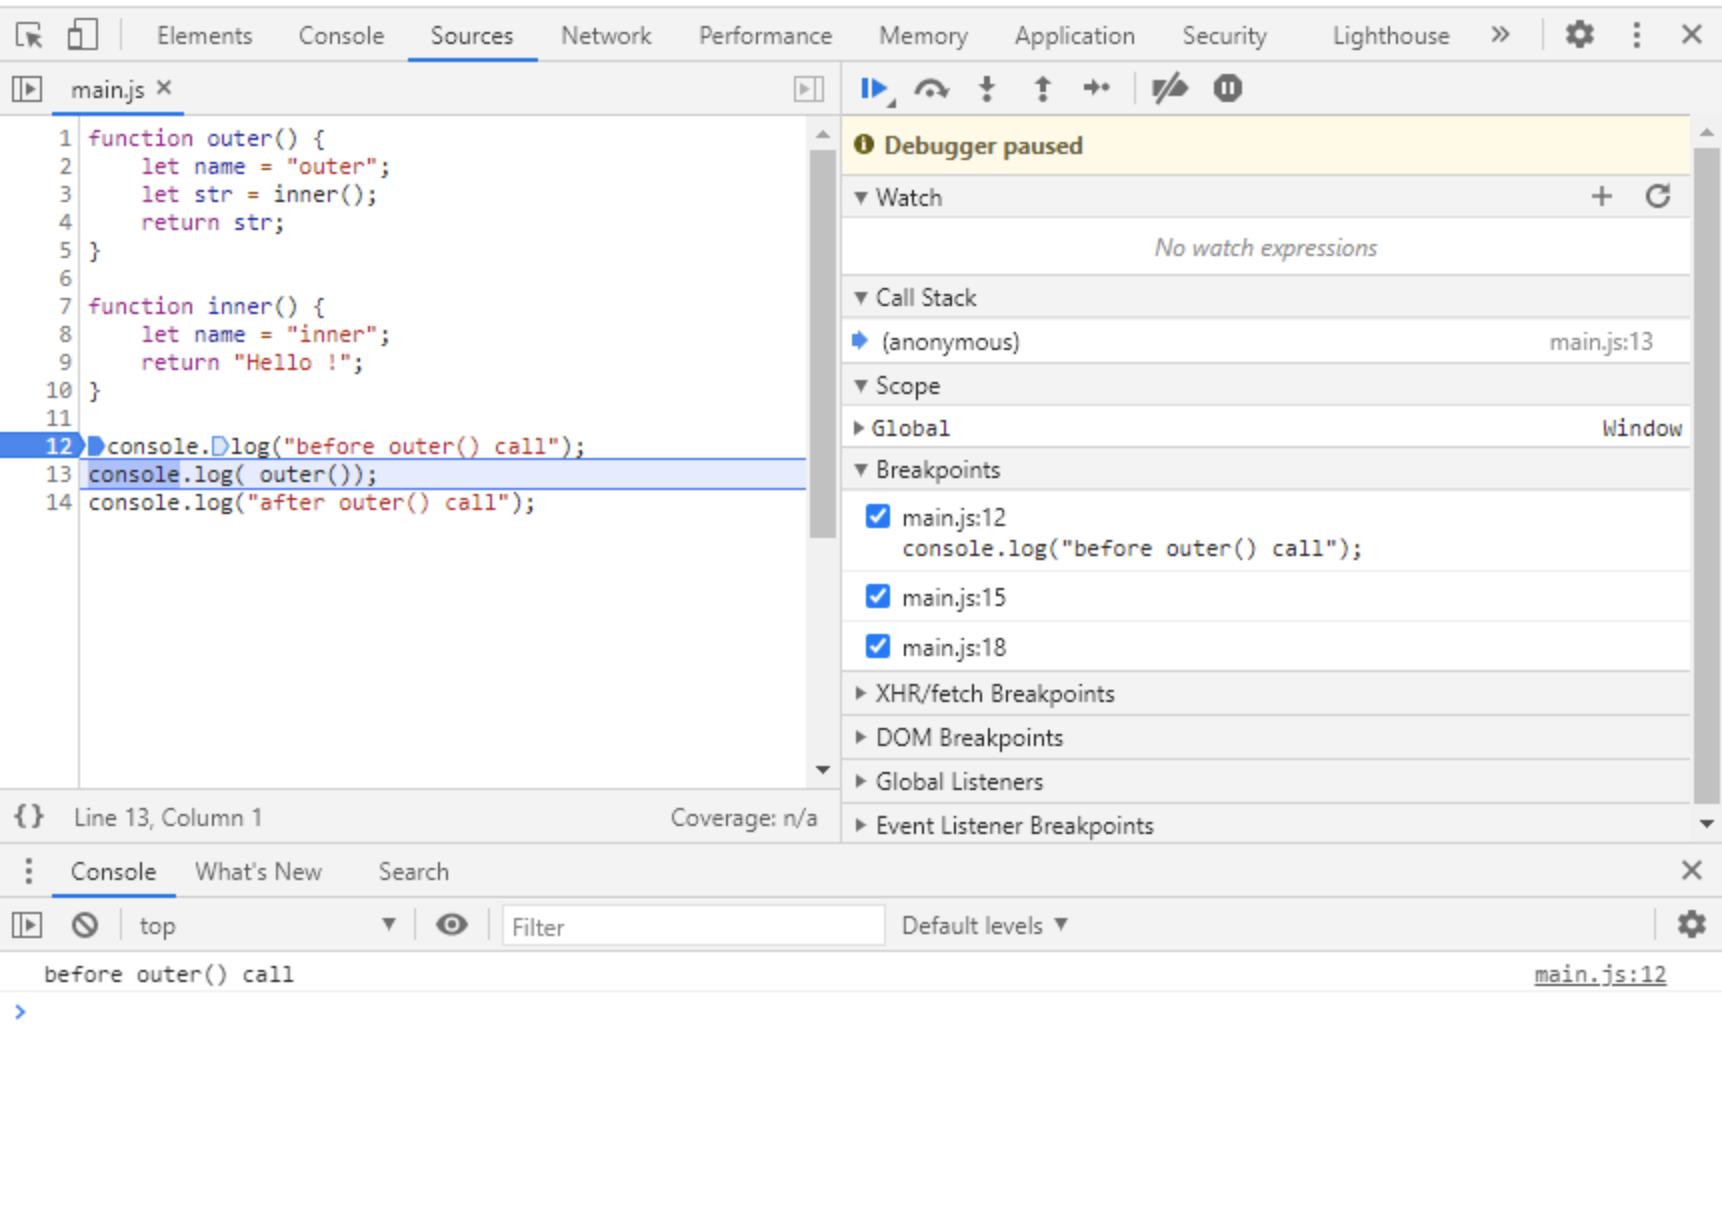 Elements Console Sources Network Performance Memory Application Security Lighthouse »
main.js ×
1 function outer() {
2     let name = "outer";
3     let str = inner();
4     return str;
5 }
6
7 function inner() {
8     let name = "inner";
9     return "Hello !";
10 }
11
12 console.log("before outer() call");
13 console.log( outer());
14 console.log("after outer() call");
{} Line 13, Column 1 Coverage: n/a
Debugger paused
Watch
No watch expressions
Call Stack
(anonymous) main.js:13
Scope
Global Window
Breakpoints
main.js:12
console.log("before outer() call");
main.js:15
main.js:18
XHR/fetch Breakpoints
DOM Breakpoints
Global Listeners
Event Listener Breakpoints
Console What's New Search
top Filter Default levels
before outer() call main.js:12